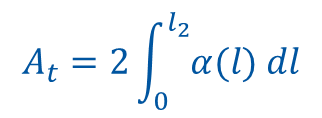 A_t = 2 ∫_0^{l_2} α(l) dl